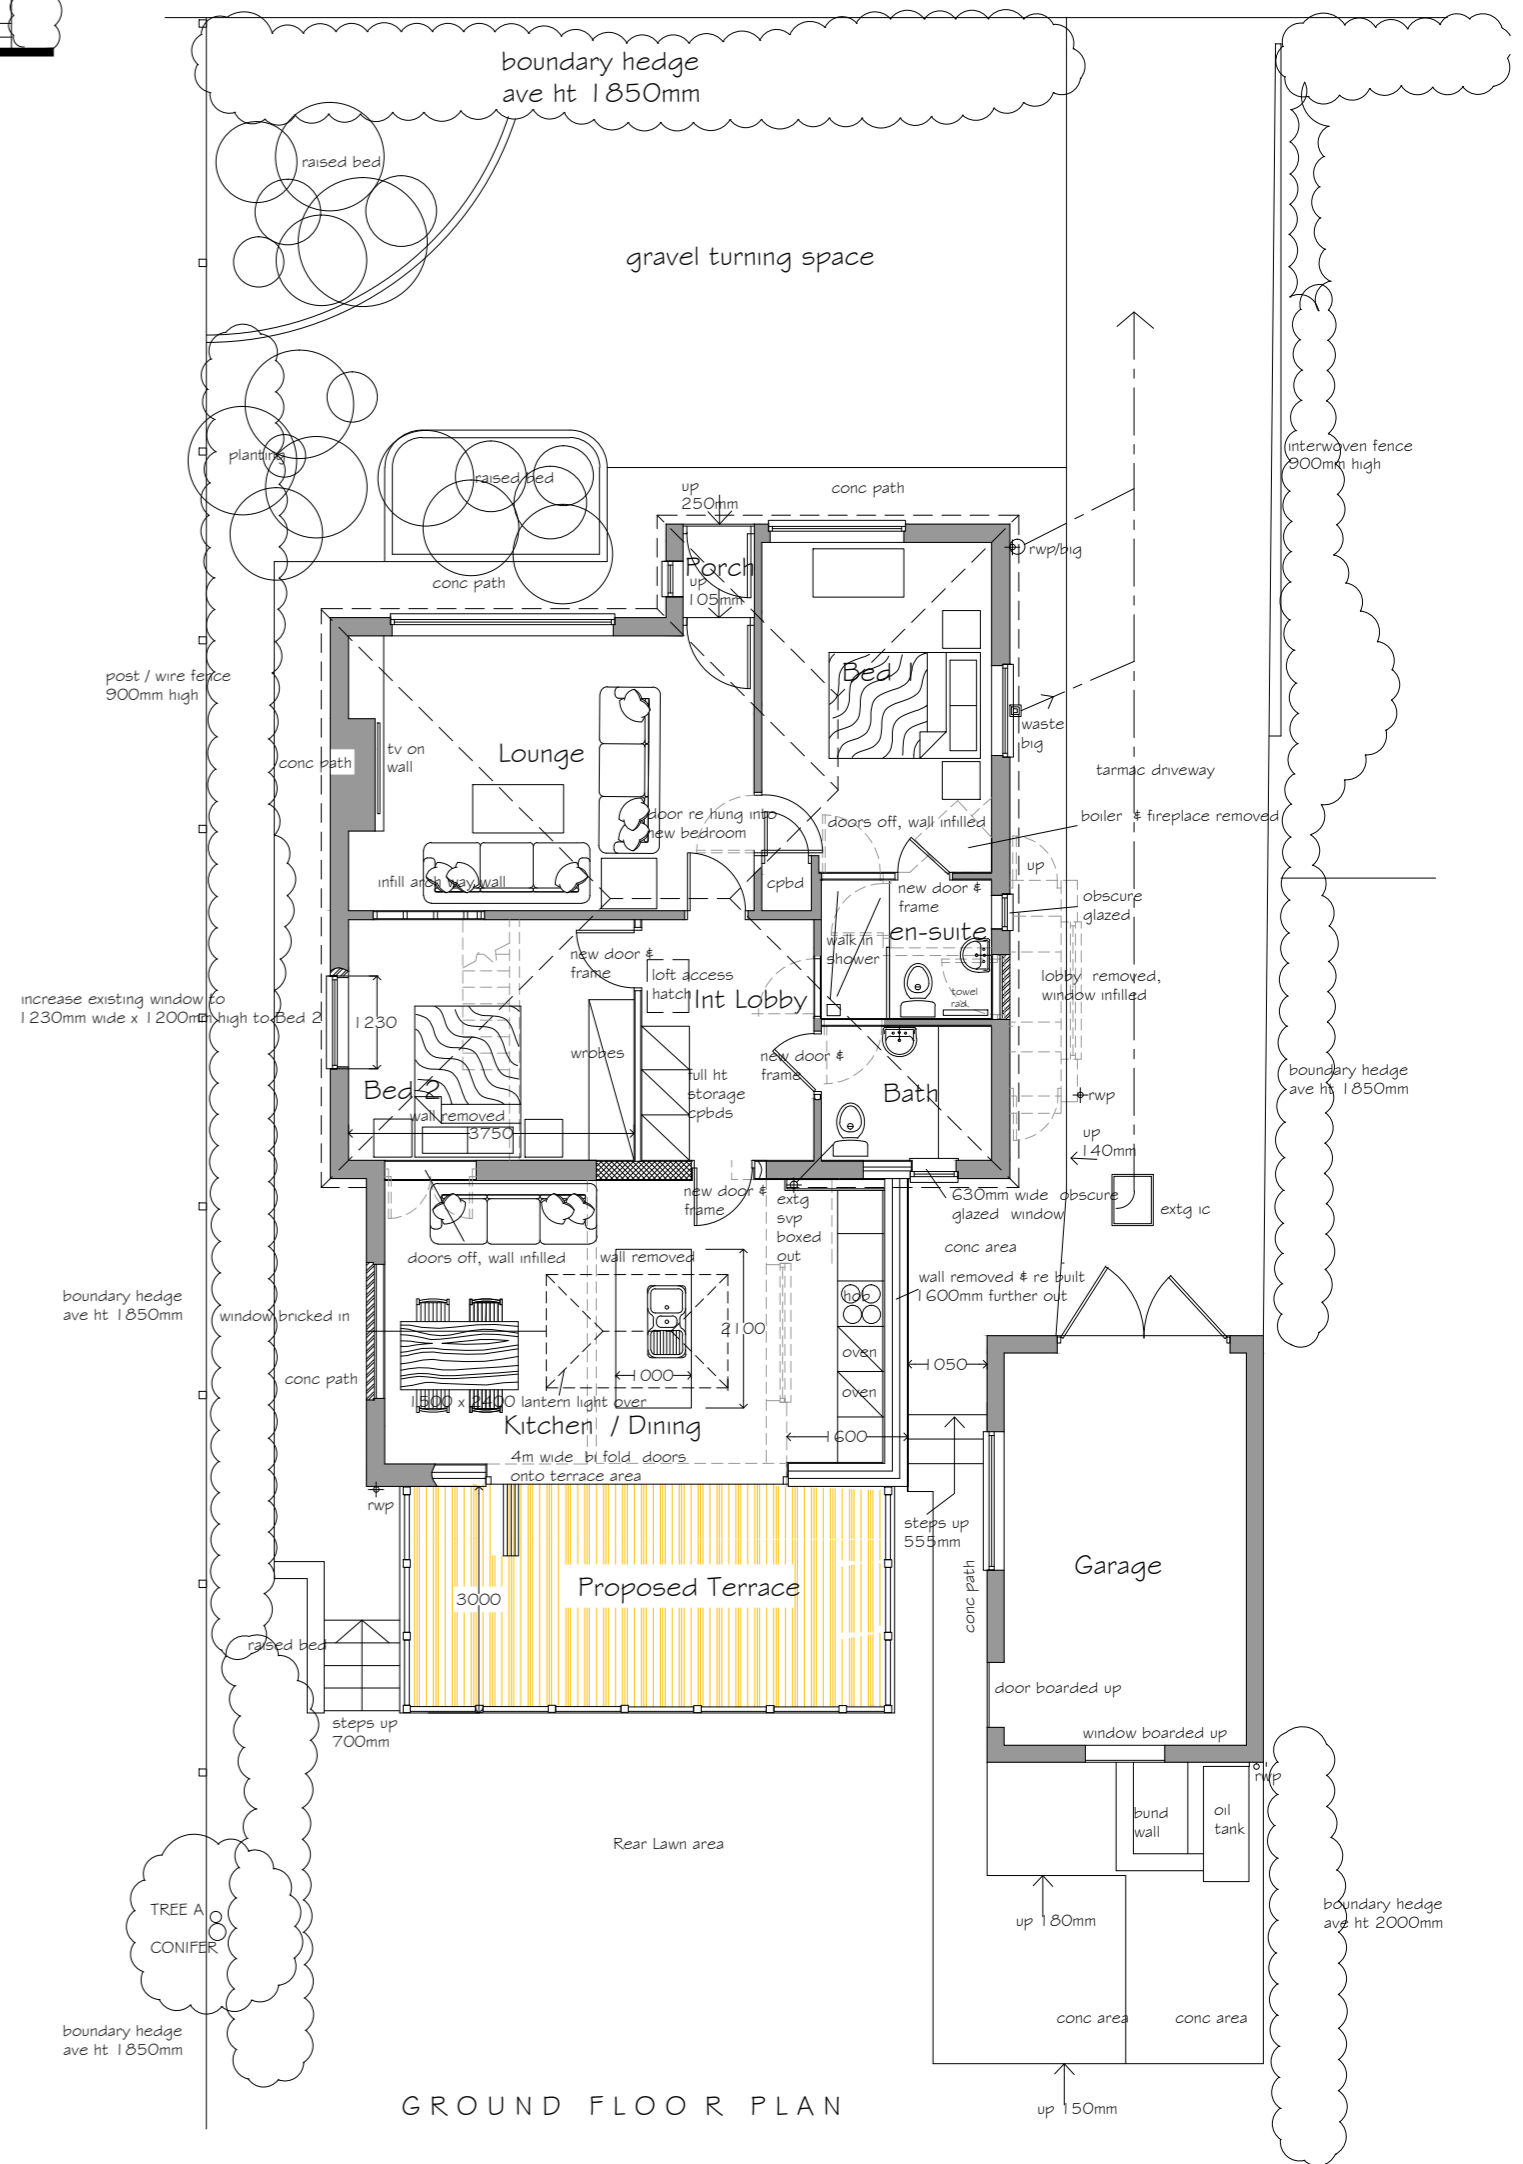 boundary hedge
ave ht 1850mm
raised bed
gravel turning space
planting
raised bed
interwoven fence
900mm high
up
250mm
conc path
rwp/big
conc path
Porch
up
105mm
post / wire fence
900mm high
Bed 1
waste
big
conc path
tv on
wall
Lounge
tarmac driveway
door re hung into
new bedroom
doors off, wall infilled
boiler & fireplace removed
up
infill arch way wall
cpbd
new door &
frame
obscure
glazed
en-suite
walk in
shower
new door &
frame
loft access
hatch
Int Lobby
towel
rad.
lobby removed,
window infilled
increase existing window to
1230mm wide x 1200mm high to Bed 2
1230
wrobes
new door &
frame
full ht
storage
cpbds
Bath
boundary hedge
ave ht 1850mm
rwp
Bed 2
wall removed
3750
up
140mm
new door &
frame
extg
svp
boxed
out
630mm wide obscure
glazed window
extg ic
conc area
doors off, wall infilled
wall removed
wall removed & re built
1600mm further out
boundary hedge
ave ht 1850mm
window bricked in
hob
2100
oven
1000
1050
conc path
oven
1500 x 2400 lantern light over
Kitchen / Dining
1600
4m wide bi fold doors
onto terrace area
rwp
steps up
555mm
Garage
Proposed Terrace
3000
conc path
raised bed
door boarded up
steps up
700mm
window boarded up
rwp
bund
wall
oil
tank
Rear Lawn area
TREE A
CONIFER
boundary hedge
ave ht 2000mm
up 180mm
conc area
conc area
boundary hedge
ave ht 1850mm
GROUND FLOOR PLAN
up 150mm